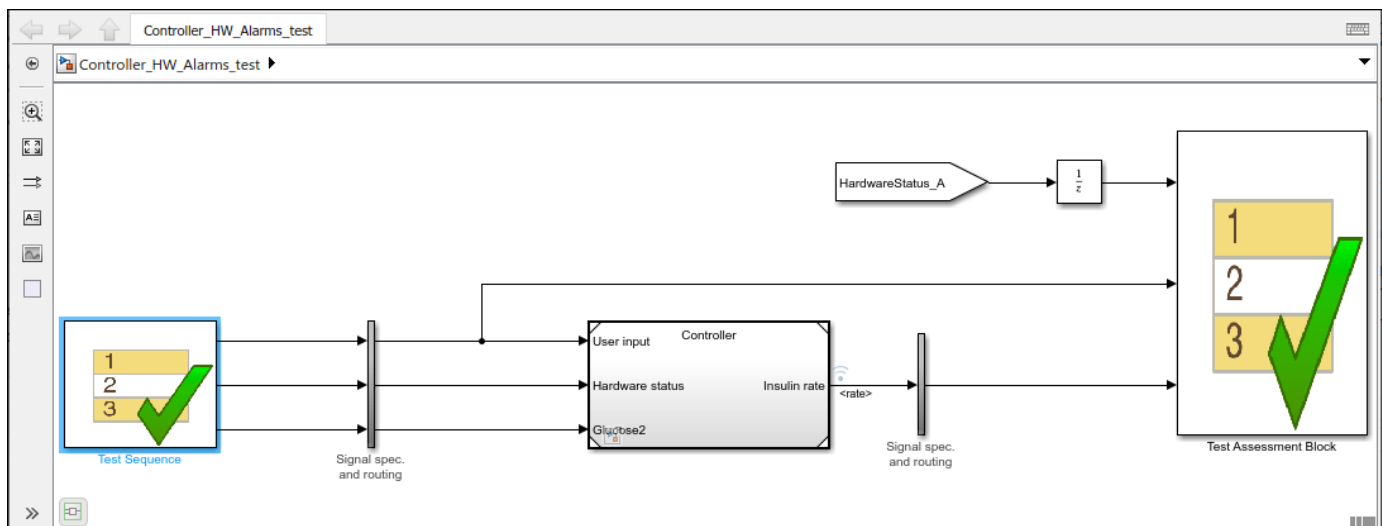 Controller_HW_Alarms_test
Controller_HW_Alarms_test
HardwareStatus_A
1
z
1
2
3
1
2
3
User input
Controller
Hardware status
Insulin rate
<rate>
Glucose2
Test Sequence
Signal spec.
and routing
Signal spec.
and routing
Test Assessment Block